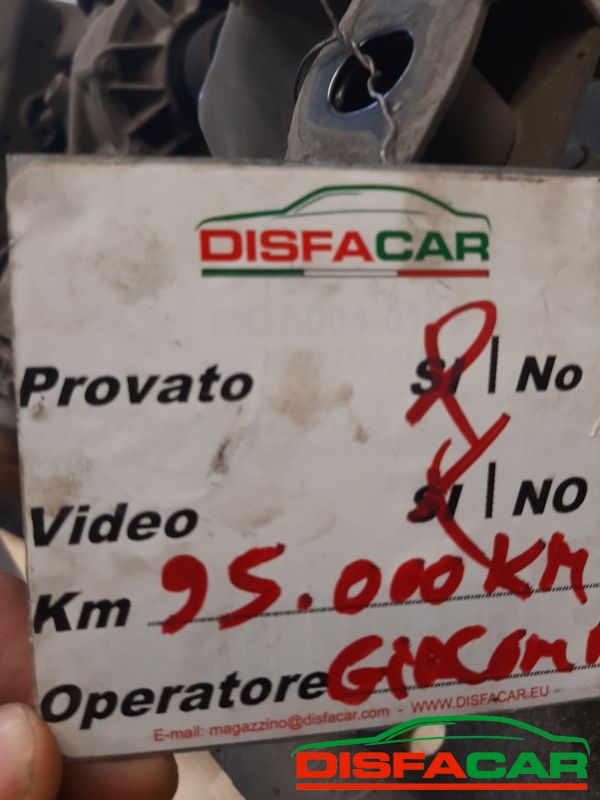 DISFACAR
Provato SI | No
Video SI | NO
Km 95.000 KM
Operatore
E-mail: magazzino@disfacar.com - WWW.DISFACAR.EU -
DISFACAR